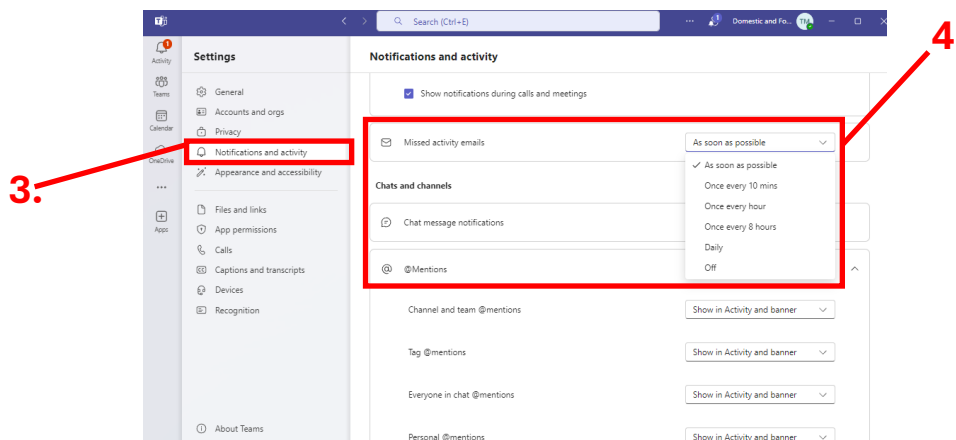 Search (Ctrl+E)
Domestic and Fo...
TM
4
1
Activity
Teams
Calendar
OneDrive
Apps
Settings
General
Accounts and orgs
Privacy
3.
Notifications and activity
Appearance and accessibility
Files and links
App permissions
Calls
Captions and transcripts
Devices
Recognition
About Teams
Notifications and activity
Show notifications during calls and meetings
Missed activity emails
As soon as possible
As soon as possible
Once every 10 mins
Once every hour
Once every 8 hours
Daily
Off
Chats and channels
Chat message notifications
@Mentions
Channel and team @mentions
Show in Activity and banner
Tag @mentions
Show in Activity and banner
Everyone in chat @mentions
Show in Activity and banner
Personal @mentions
Show in Activity and banner